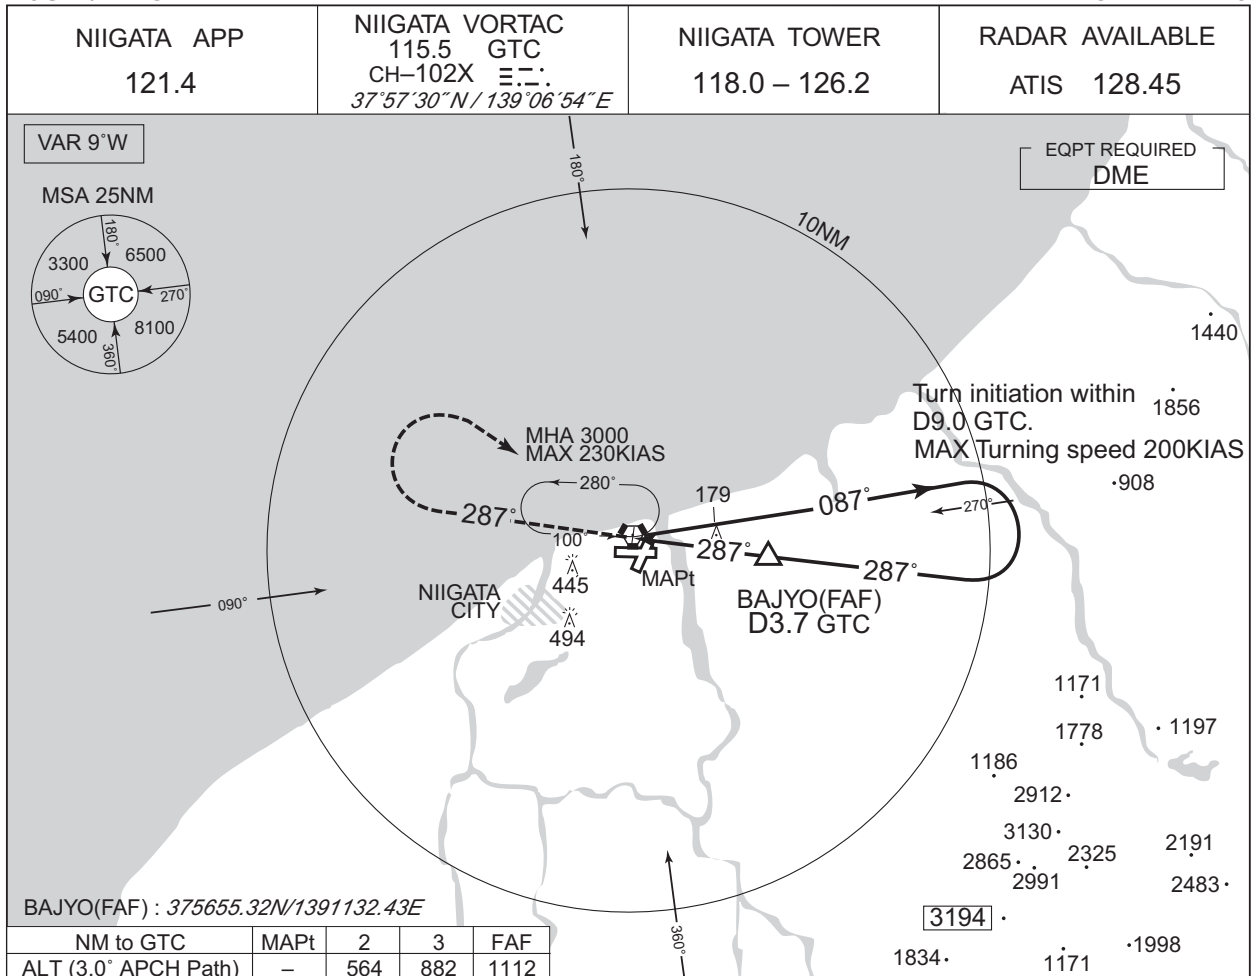 NIIGATA APP
121.4
NIIGATA VORTAC
115.5 GTC
CH–102X
37°57′30″N / 139°06′54″E
NIIGATA TOWER
118.0 – 126.2
RADAR AVAILABLE
ATIS 128.45
VAR 9°W
EQPT REQUIRED
DME
MSA 25NM
180°
3300
6500
090°
GTC
270°
5400
8100
360°
180°
10NM
1440
Turn initiation within
D9.0 GTC.
MAX Turning speed 200KIAS
1856
908
MHA 3000
MAX 230KIAS
280°
179
087°
270°
287°
100°
287°
287°
MAPt
445
NIIGATA
CITY
494
BAJYO(FAF)
D3.7 GTC
090°
1171
1778
1197
1186
2912
3130
2865
2325
2191
2991
2483
3194
1834
1171
1998
360°
BAJYO(FAF) : 375655.32N/1391132.43E
NM to GTC MAPt 2 3 FAF
ALT (3.0° APCH Path) – 564 882 1112